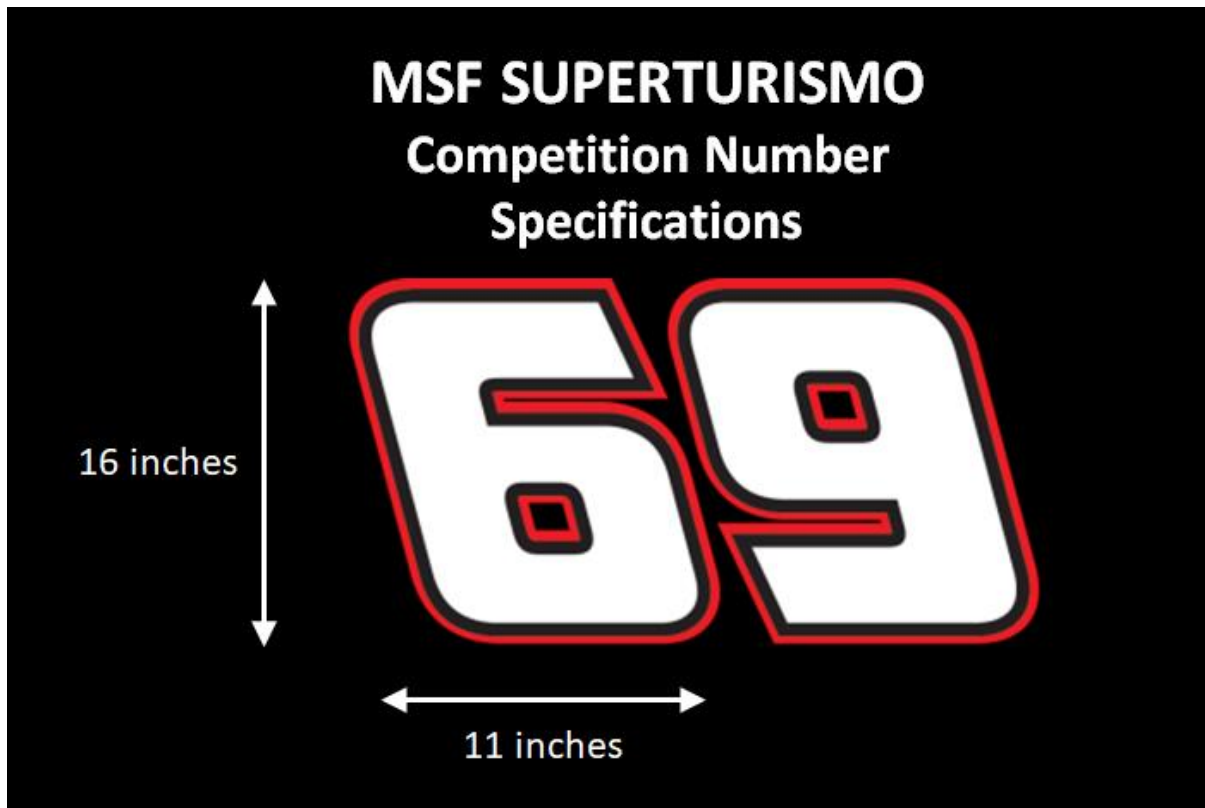 MSF SUPERTURISMO
Competition Number
Specifications
16 inches
69
11 inches